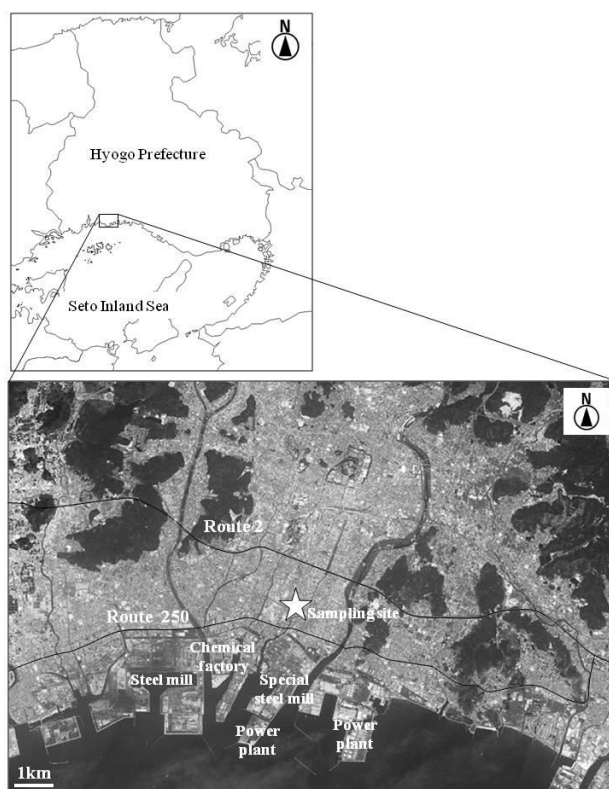 N
Hyogo Prefecture
Seto Inland Sea
N
Route 2
Sampling site
Route 250
Chemical
factory
Steel mill
Special
steel mill
Power
plant
Power
plant
1km